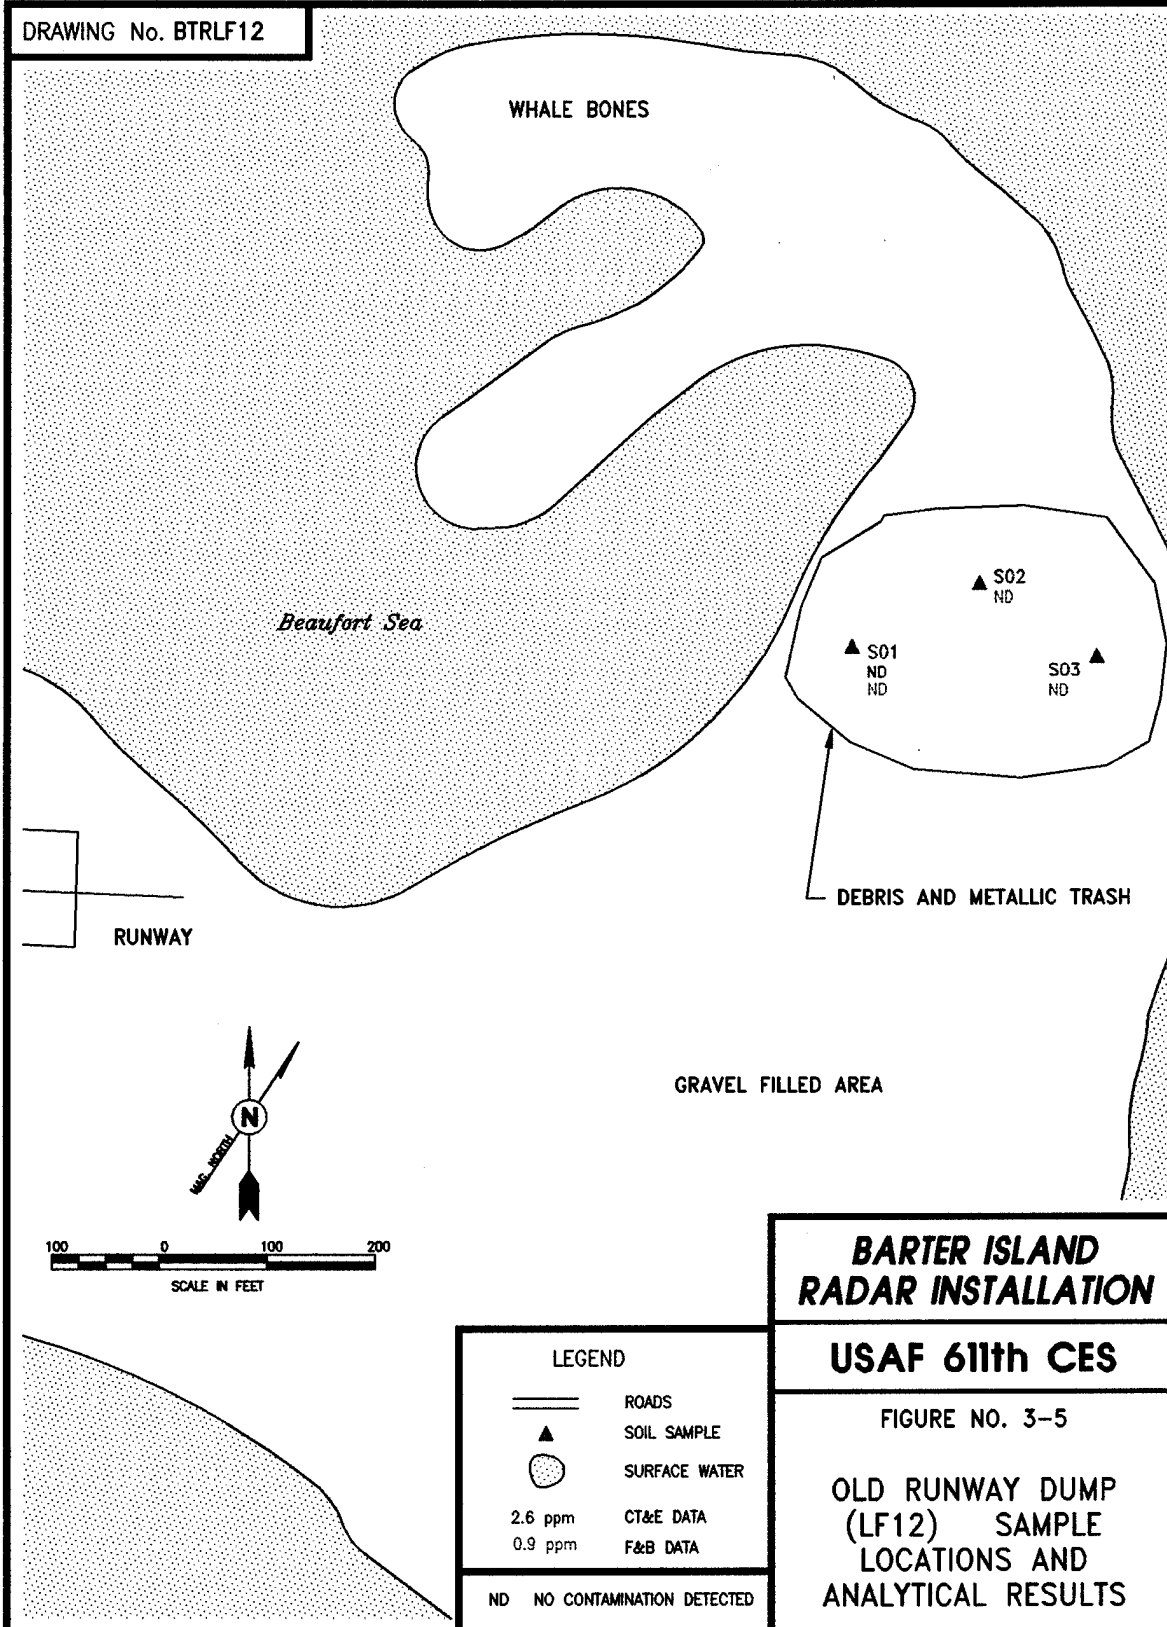 DRAWING No. BTRLF12
WHALE BONES
Beaufort Sea
S02
ND
S01
ND
ND
S03
ND
DEBRIS AND METALLIC TRASH
RUNWAY
GRAVEL FILLED AREA
N
MAG. NORTH
100 0 100 200
SCALE IN FEET
LEGEND
ROADS
SOIL SAMPLE
SURFACE WATER
2.6 ppm CT&E DATA
0.9 ppm F&B DATA
ND NO CONTAMINATION DETECTED
BARTER ISLAND
RADAR INSTALLATION
USAF 611th CES
FIGURE NO. 3-5
OLD RUNWAY DUMP
(LF12) SAMPLE
LOCATIONS AND
ANALYTICAL RESULTS